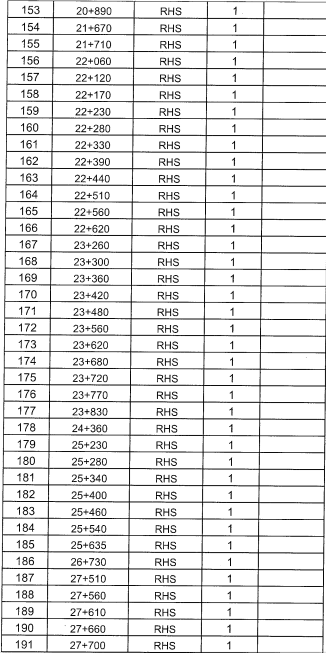 153 20+890 RHS 1
154 21+670 RHS 1
155 21+710 RHS 1
156 22+060 RHS 1
157 22+120 RHS 1
158 22+170 RHS 1
159 22+230 RHS 1
160 22+280 RHS 1
161 22+330 RHS 1
162 22+390 RHS 1
163 22+440 RHS 1
164 22+510 RHS 1
165 22+560 RHS 1
166 22+620 RHS 1
167 23+260 RHS 1
168 23+300 RHS 1
169 23+360 RHS 1
170 23+420 RHS 1
171 23+480 RHS 1
172 23+560 RHS 1
173 23+620 RHS 1
174 23+680 RHS 1
175 23+720 RHS 1
176 23+770 RHS 1
177 23+830 RHS 1
178 24+360 RHS 1
179 25+230 RHS 1
180 25+280 RHS 1
181 25+340 RHS 1
182 25+400 RHS 1
183 25+460 RHS 1
184 25+540 RHS 1
185 25+635 RHS 1
186 26+730 RHS 1
187 27+510 RHS 1
188 27+560 RHS 1
189 27+610 RHS 1
190 27+660 RHS 1
191 27+700 RHS 1